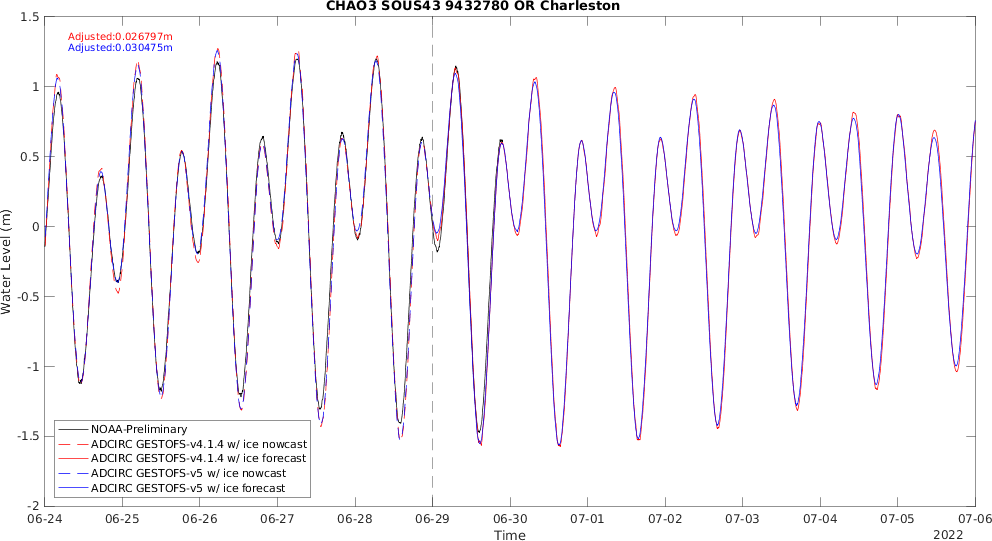 CHAO3 SOUS43 9432780 OR Charleston
Adjusted:0.026797m
Adjusted:0.030475m
1.5
1
0.5
0
-0.5
-1
-1.5
-2
Water Level (m)
NOAA-Preliminary
ADCIRC GESTOFS-v4.1.4 w/ ice nowcast
ADCIRC GESTOFS-v4.1.4 w/ ice forecast
ADCIRC GESTOFS-v5 w/ ice nowcast
ADCIRC GESTOFS-v5 w/ ice forecast
06-24 06-25 06-26 06-27 06-28 06-29 06-30 07-01 07-02 07-03 07-04 07-05 07-06
Time
2022